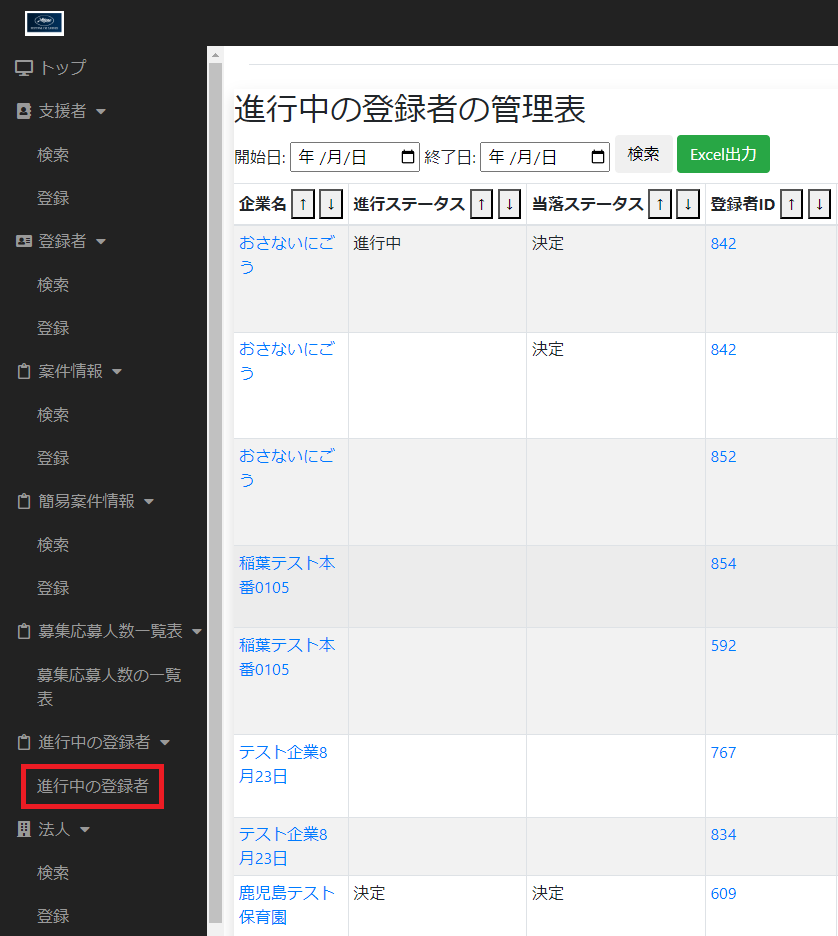 トップ
支援者
検索
登録
登録者
検索
登録
案件情報
検索
登録
簡易案件情報
検索
登録
募集応募人数一覧表
募集応募人数の一覧
表
進行中の登録者
進行中の登録者
法人
検索
登録
進行中の登録者の管理表
開始日: 年 /月/日 終了日: 年 /月/日 検索 Excel出力
企業名 ↑ ↓ 進行ステータス ↑ ↓ 当落ステータス ↑ ↓ 登録者ID ↑ ↓
おさないにご 進行中 決定 842
う
おさないにご 決定 842
う
おさないにご 852
う
稲葉テスト本 854
番0105
稲葉テスト本 592
番0105
テスト企業8 767
月23日
テスト企業8 834
月23日
鹿児島テスト 決定 決定 609
保育園